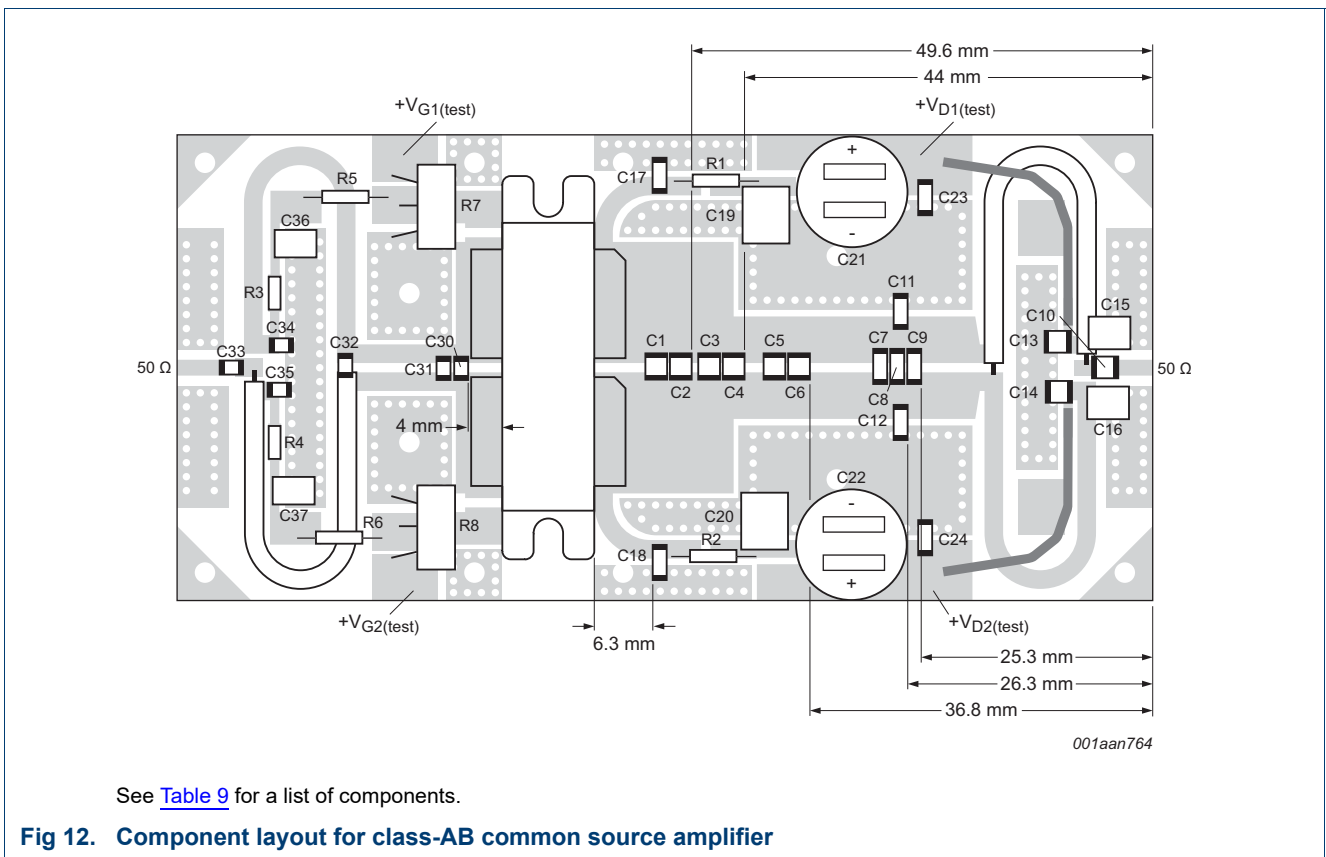 49.6 mm
44 mm
+VG1(test)
+VD1(test)
C17
R1
+
R5
C23
R7
C19
C36
-
C21
C11
R3
C10
C15
C34
C30
C1
C3
C5
C7
C9
C13
C33
C32
50 Ω
C31
50 Ω
C35
C2
C4
C6
C8
C14
C12
4 mm
C16
R4
C22
C37
C20
-
R6
R8
C24
R2
C18
+
+VG2(test)
+VD2(test)
6.3 mm
25.3 mm
26.3 mm
36.8 mm
001aan764
See Table 9 for a list of components.
Fig 12. Component layout for class-AB common source amplifier